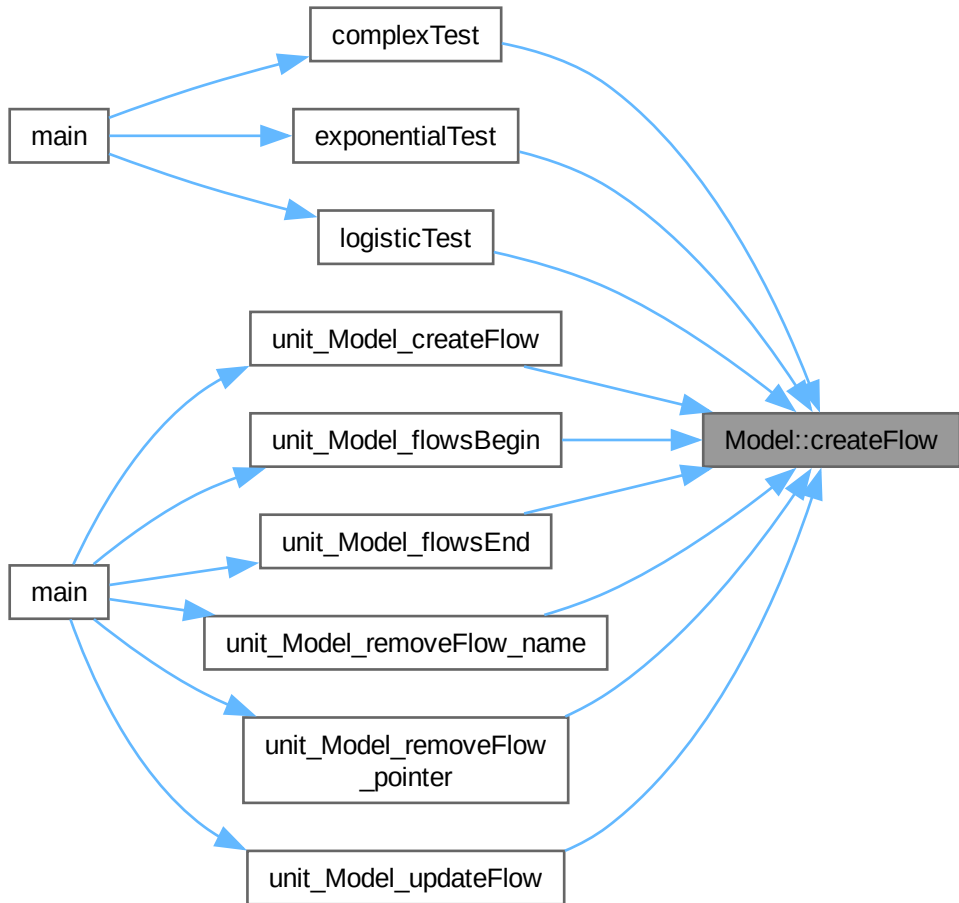 complexTest
main
exponentialTest
logisticTest
unit_Model_createFlow
unit_Model_flowsBegin
Model::createFlow
unit_Model_flowsEnd
main
unit_Model_removeFlow_name
unit_Model_removeFlow
_pointer
unit_Model_updateFlow